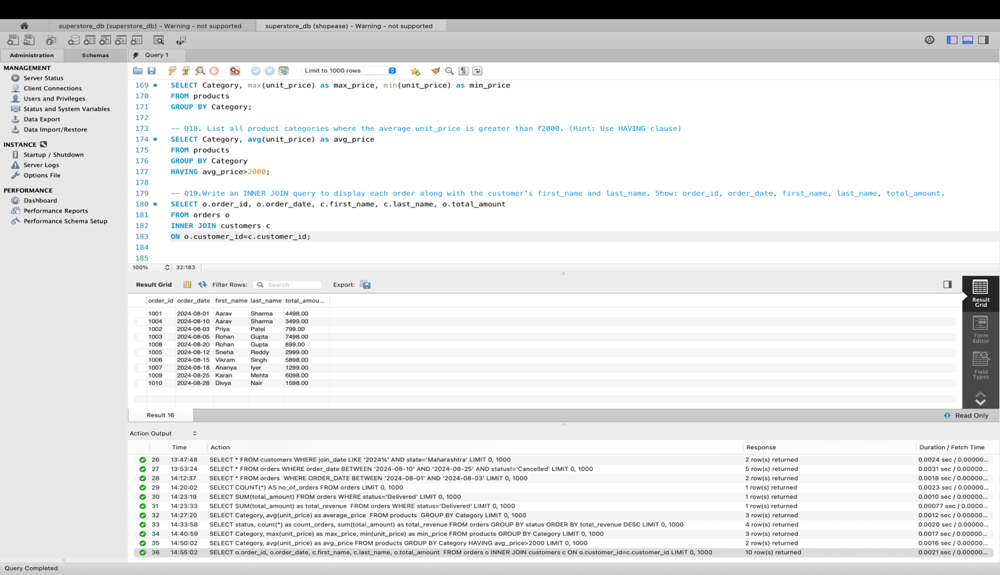 superstore_db (superstore_db) - Warning - not supported
superstore_db (shopease) - Warning - not supported
Administration
Schemas
Query 1
MANAGEMENT
Server Status
Client Connections
Users and Privileges
Status and System Variables
Data Export
Data Import/Restore
INSTANCE
Startup / Shutdown
Server Logs
Options File
PERFORMANCE
Dashboard
Performance Reports
Performance Schema Setup
Limit to 1000 rows
169 SELECT Category, max(unit_price) as max_price, min(unit_price) as min_price
170 FROM products
171 GROUP BY Category;
172
173 -- Q18. List all product categories where the average unit_price is greater than ₹2000. (Hint: Use HAVING clause)
174 SELECT Category, avg(unit_price) as avg_price
175 FROM products
176 GROUP BY Category
177 HAVING avg_price>2000;
178
179 -- Q19.Write an INNER JOIN query to display each order along with the customer's first_name and last_name. Show: order_id, order_date, first_name, last_name, total_amount.
180 SELECT o.order_id, o.order_date, c.first_name, c.last_name, o.total_amount
181 FROM orders o
182 INNER JOIN customers c
183 ON o.customer_id=c.customer_id;
184
185
100% 32:183
Result Grid Filter Rows: Search Export:
order_id order_date first_name last_name total_amou...
1001 2024-08-01 Aarav Sharma 4498.00
1004 2024-08-10 Aarav Sharma 3499.00
1002 2024-08-03 Priya Patel 799.00
1003 2024-08-05 Rohan Gupta 7498.00
1008 2024-08-20 Rohan Gupta 899.00
1005 2024-08-12 Sneha Reddy 2999.00
1006 2024-08-15 Vikram Singh 5898.00
1007 2024-08-18 Ananya Iyer 1299.00
1009 2024-08-25 Karan Mehta 6098.00
1010 2024-08-28 Divya Nair 1598.00
Result
Grid
Form
Editor
Field
Types
Result 16
Read Only
Action Output
Time Action Response Duration / Fetch Time
26 13:47:48 SELECT * FROM customers WHERE join_date LIKE '2024%' AND state='Maharashtra' LIMIT 0, 1000 2 row(s) returned 0.0024 sec / 0.00000...
27 13:53:24 SELECT * FROM orders WHERE order_date BETWEEN '2024-08-10' AND '2024-08-25' AND status!='Cancelled' LIMIT 0, 1000 5 row(s) returned 0.0031 sec / 0.00000...
28 14:12:37 SELECT * FROM orders WHERE ORDER_DATE BETWEEN '2024-08-01' AND '2024-08-03' LIMIT 0, 1000 2 row(s) returned 0.0018 sec / 0.00000...
29 14:20:02 SELECT COUNT(*) AS no_of_orders FROM orders LIMIT 0, 1000 1 row(s) returned 0.0023 sec / 0.00000...
30 14:23:19 SELECT SUM(total_amount) FROM orders WHERE status='Delivered' LIMIT 0, 1000 1 row(s) returned 0.0010 sec / 0.00000...
31 14:23:33 SELECT SUM(total_amount) as total_revenue FROM orders WHERE status='Delivered' LIMIT 0, 1000 1 row(s) returned 0.00077 sec / 0.0000...
32 14:27:20 SELECT Category, avg(unit_price) as average_price FROM products GROUP BY Category LIMIT 0, 1000 3 row(s) returned 0.0012 sec / 0.00000...
33 14:33:58 SELECT status, count(*) as count_orders, sum(total_amount) as total_revenue FROM orders GROUP BY status ORDER BY total_revenue DESC LIMIT 0, 1000 4 row(s) returned 0.0020 sec / 0.00000...
34 14:40:59 SELECT Category, max(unit_price) as max_price, min(unit_price) as min_price FROM products GROUP BY Category LIMIT 0, 1000 3 row(s) returned 0.0017 sec / 0.00000...
35 14:50:02 SELECT Category, avg(unit_price) as avg_price FROM products GROUP BY Category HAVING avg_price>2000 LIMIT 0, 1000 2 row(s) returned 0.0016 sec / 0.00000...
36 14:55:02 SELECT o.order_id, o.order_date, c.first_name, c.last_name, o.total_amount FROM orders o INNER JOIN customers c ON o.customer_id=c.customer_id LIMIT 0, 1000 10 row(s) returned 0.0021 sec / 0.00000...
Query Completed